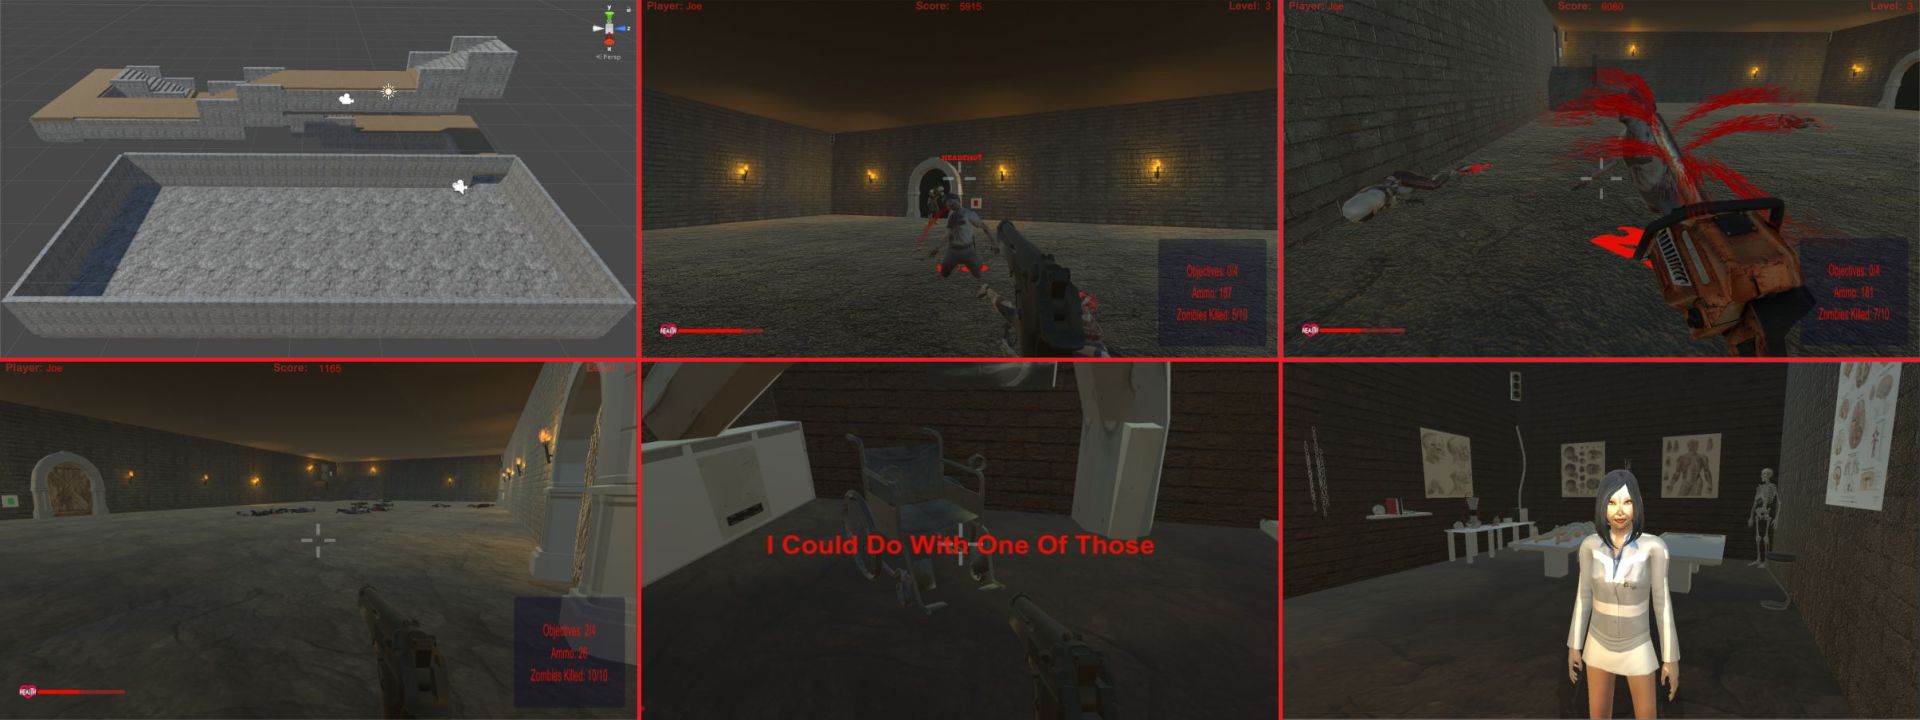 y
z
x
< Persp
Player: Joe
Score: 5915
Level: 3
HEADSHOT
Objectives: 0/4
Ammo: 187
Zombies Killed: 5/10
HEALTH
Player: Joe
Score: 6060
Level: 3
Objectives: 0/4
Ammo: 181
Zombies Killed: 7/10
HEALTH
Player: Joe
Score: 1165
Level:
Objectives: 2/4
Ammo: 26
Zombies Killed: 10/10
HEALTH
I Could Do With One Of Those